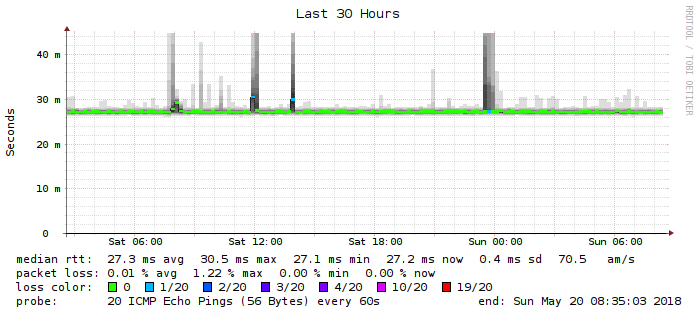 Last 30 Hours
RRDTOOL / TOBI OETIKER
Seconds
40 m
30 m
20 m
10 m
0
Sat 06:00 Sat 12:00 Sat 18:00 Sun 00:00 Sun 06:00
median rtt: 27.3 ms avg 30.5 ms max 27.1 ms min 27.2 ms now 0.4 ms sd 70.5 am/s
packet loss: 0.01 % avg 1.22 % max 0.00 % min 0.00 % now
loss color: 0 1/20 2/20 3/20 4/20 10/20 19/20
probe: 20 ICMP Echo Pings (56 Bytes) every 60s end: Sun May 20 08:35:03 2018